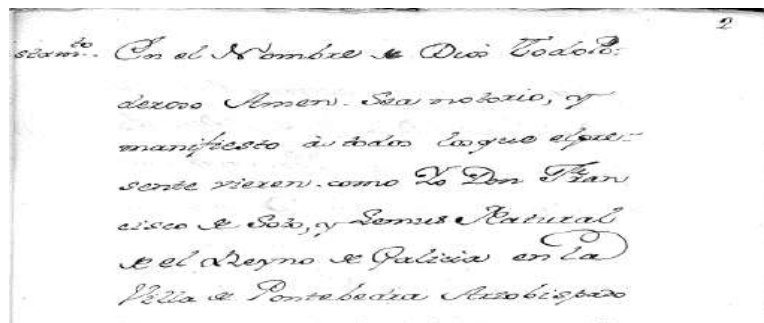 2
stam.to En el Nombre de Dios Todopo-
deroso Amen. Sea notorio, y
manifiesto à todos los que el pre-
sente vieren. como Yo Don Fran
cisco de Soto, y Lemus Natural
de el Reyno de Galicia en la
Villa de Pontebedra Arzobispado